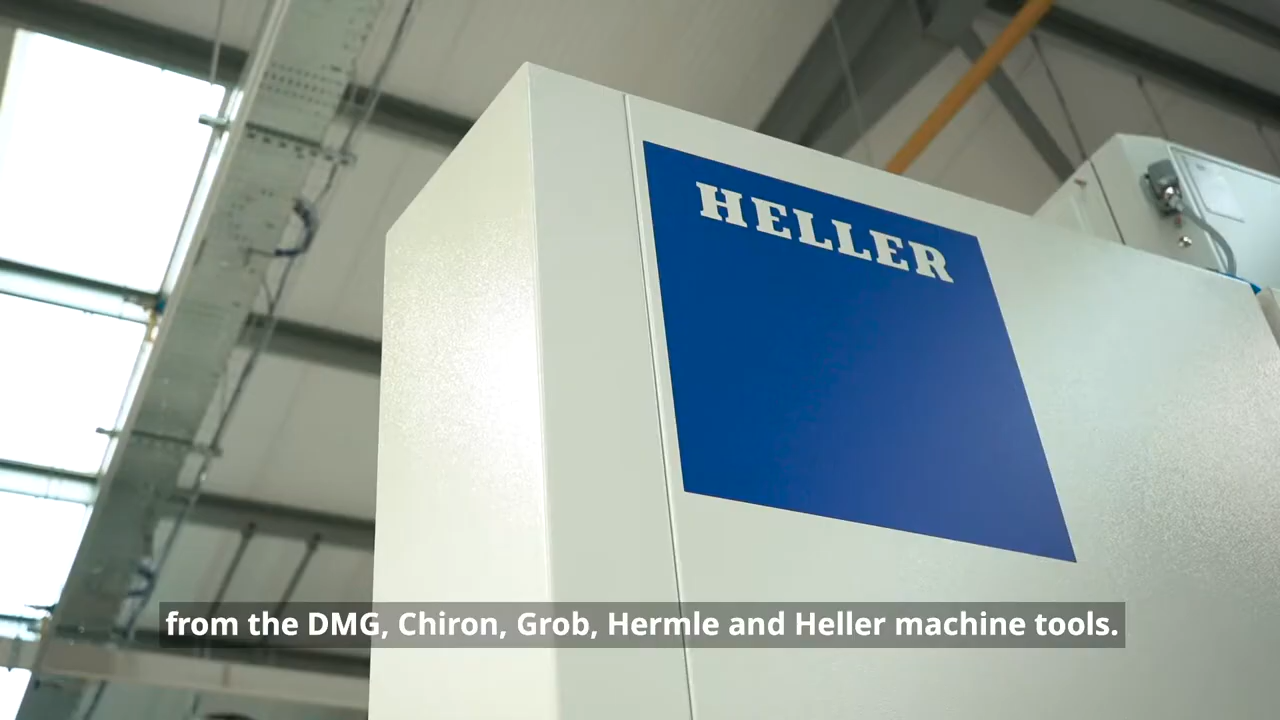 HELLER
from the DMG, Chiron, Grob, Hermle and Heller machine tools.